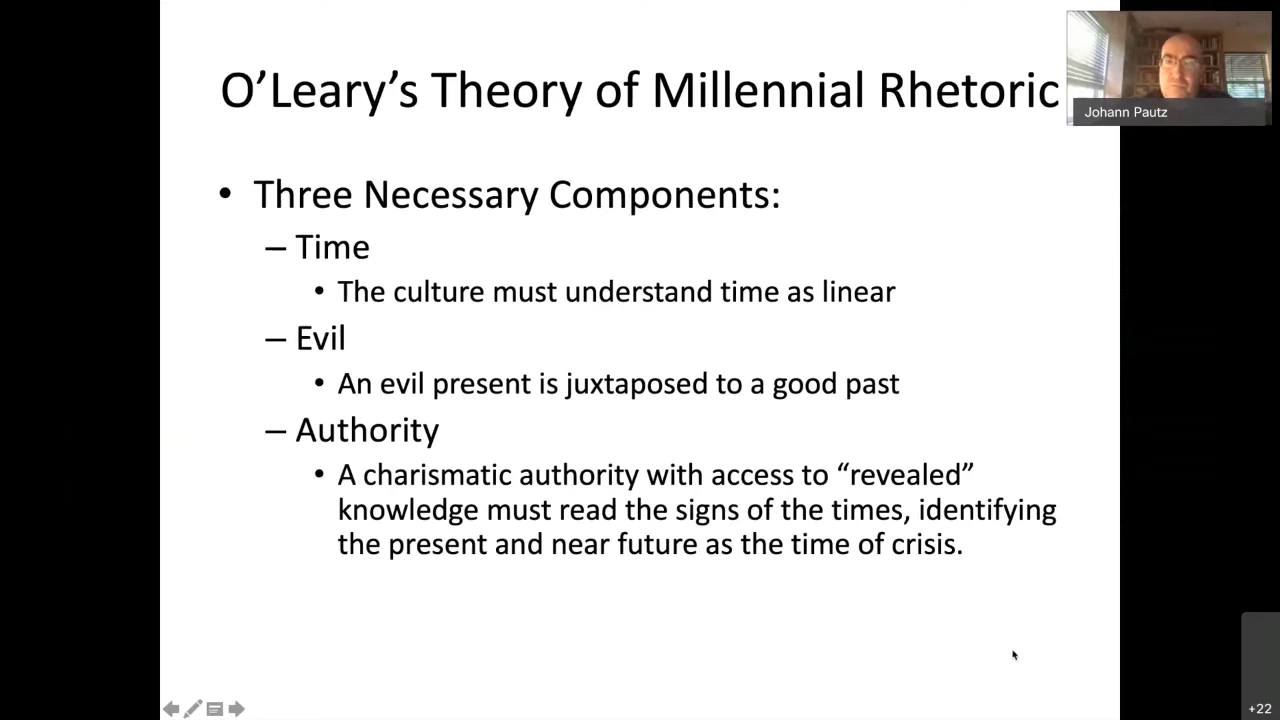 O’Leary’s Theory of Millennial Rhetoric
Johann Pautz
• Three Necessary Components:
– Time
• The culture must understand time as linear
– Evil
• An evil present is juxtaposed to a good past
– Authority
• A charismatic authority with access to “revealed”
knowledge must read the signs of the times, identifying
the present and near future as the time of crisis.
+22